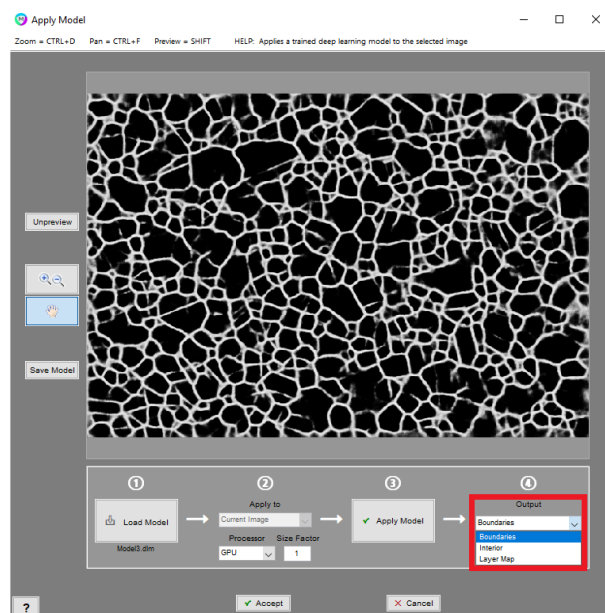 Apply Model
Zoom = CTRL+D Pan = CTRL+F Preview = SHIFT HELP: Applies a trained deep learning model to the selected image
Unpreview
Save Model
1 2 3 4
Apply to Output
Load Model Current Image Apply Model Boundaries
Processor Size Factor Boundaries
Model3.dlm GPU 1 Interior
Layer Map
? Accept Cancel